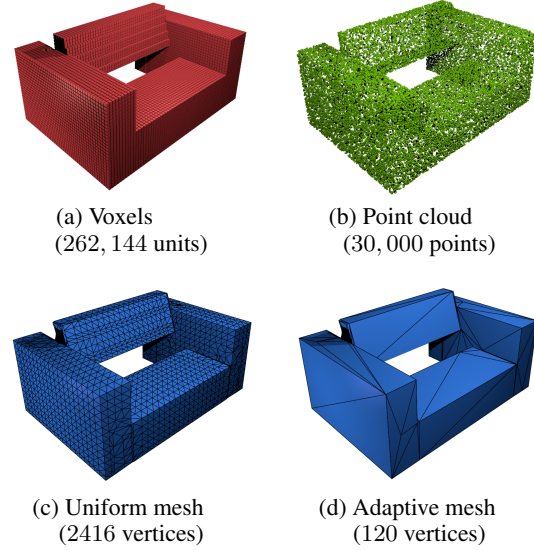 (a) Voxels
(262, 144 units)
(b) Point cloud
(30, 000 points)
(c) Uniform mesh
(2416 vertices)
(d) Adaptive mesh
(120 vertices)